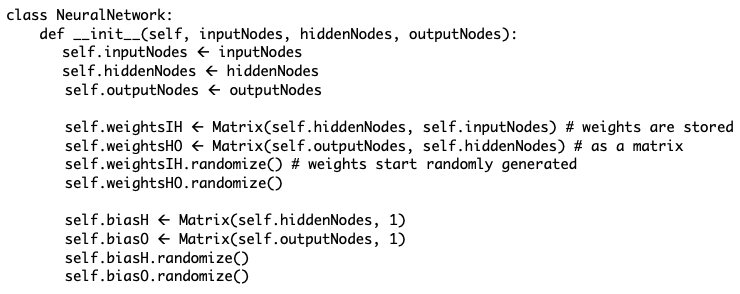 class NeuralNetwork:
def __init__(self, inputNodes, hiddenNodes, outputNodes):
self.inputNodes ← inputNodes
self.hiddenNodes ← hiddenNodes
self.outputNodes ← outputNodes
self.weightsIH ← Matrix(self.hiddenNodes, self.inputNodes) # weights are stored
self.weightsHO ← Matrix(self.outputNodes, self.hiddenNodes) # as a matrix
self.weightsIH.randomize() # weights start randomly generated
self.weightsHO.randomize()
self.biasH ← Matrix(self.hiddenNodes, 1)
self.biasO ← Matrix(self.outputNodes, 1)
self.biasH.randomize()
self.biasO.randomize()